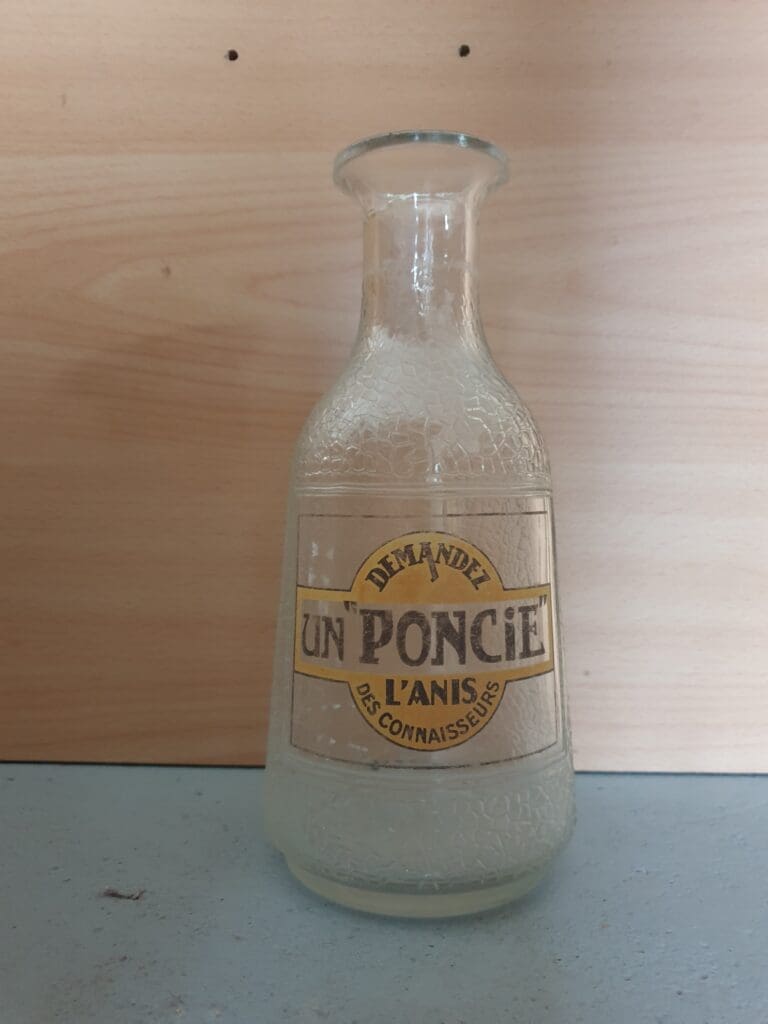 DEMANDEZ
UN "PONCiE"
L'ANIS
DES CONNAISSEURS